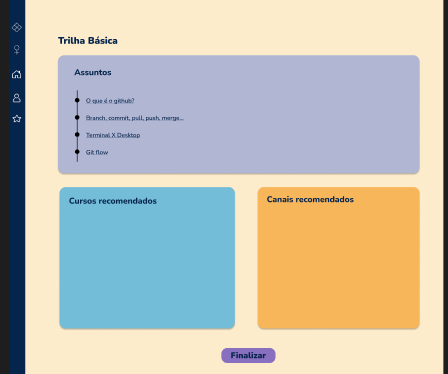 Trilha Básica
Assuntos
O que é o github?
Branch, commit, pull, push, merge...
Terminal X Desktop
Git flow
Cursos recomendados
Canais recomendados
Finalizar